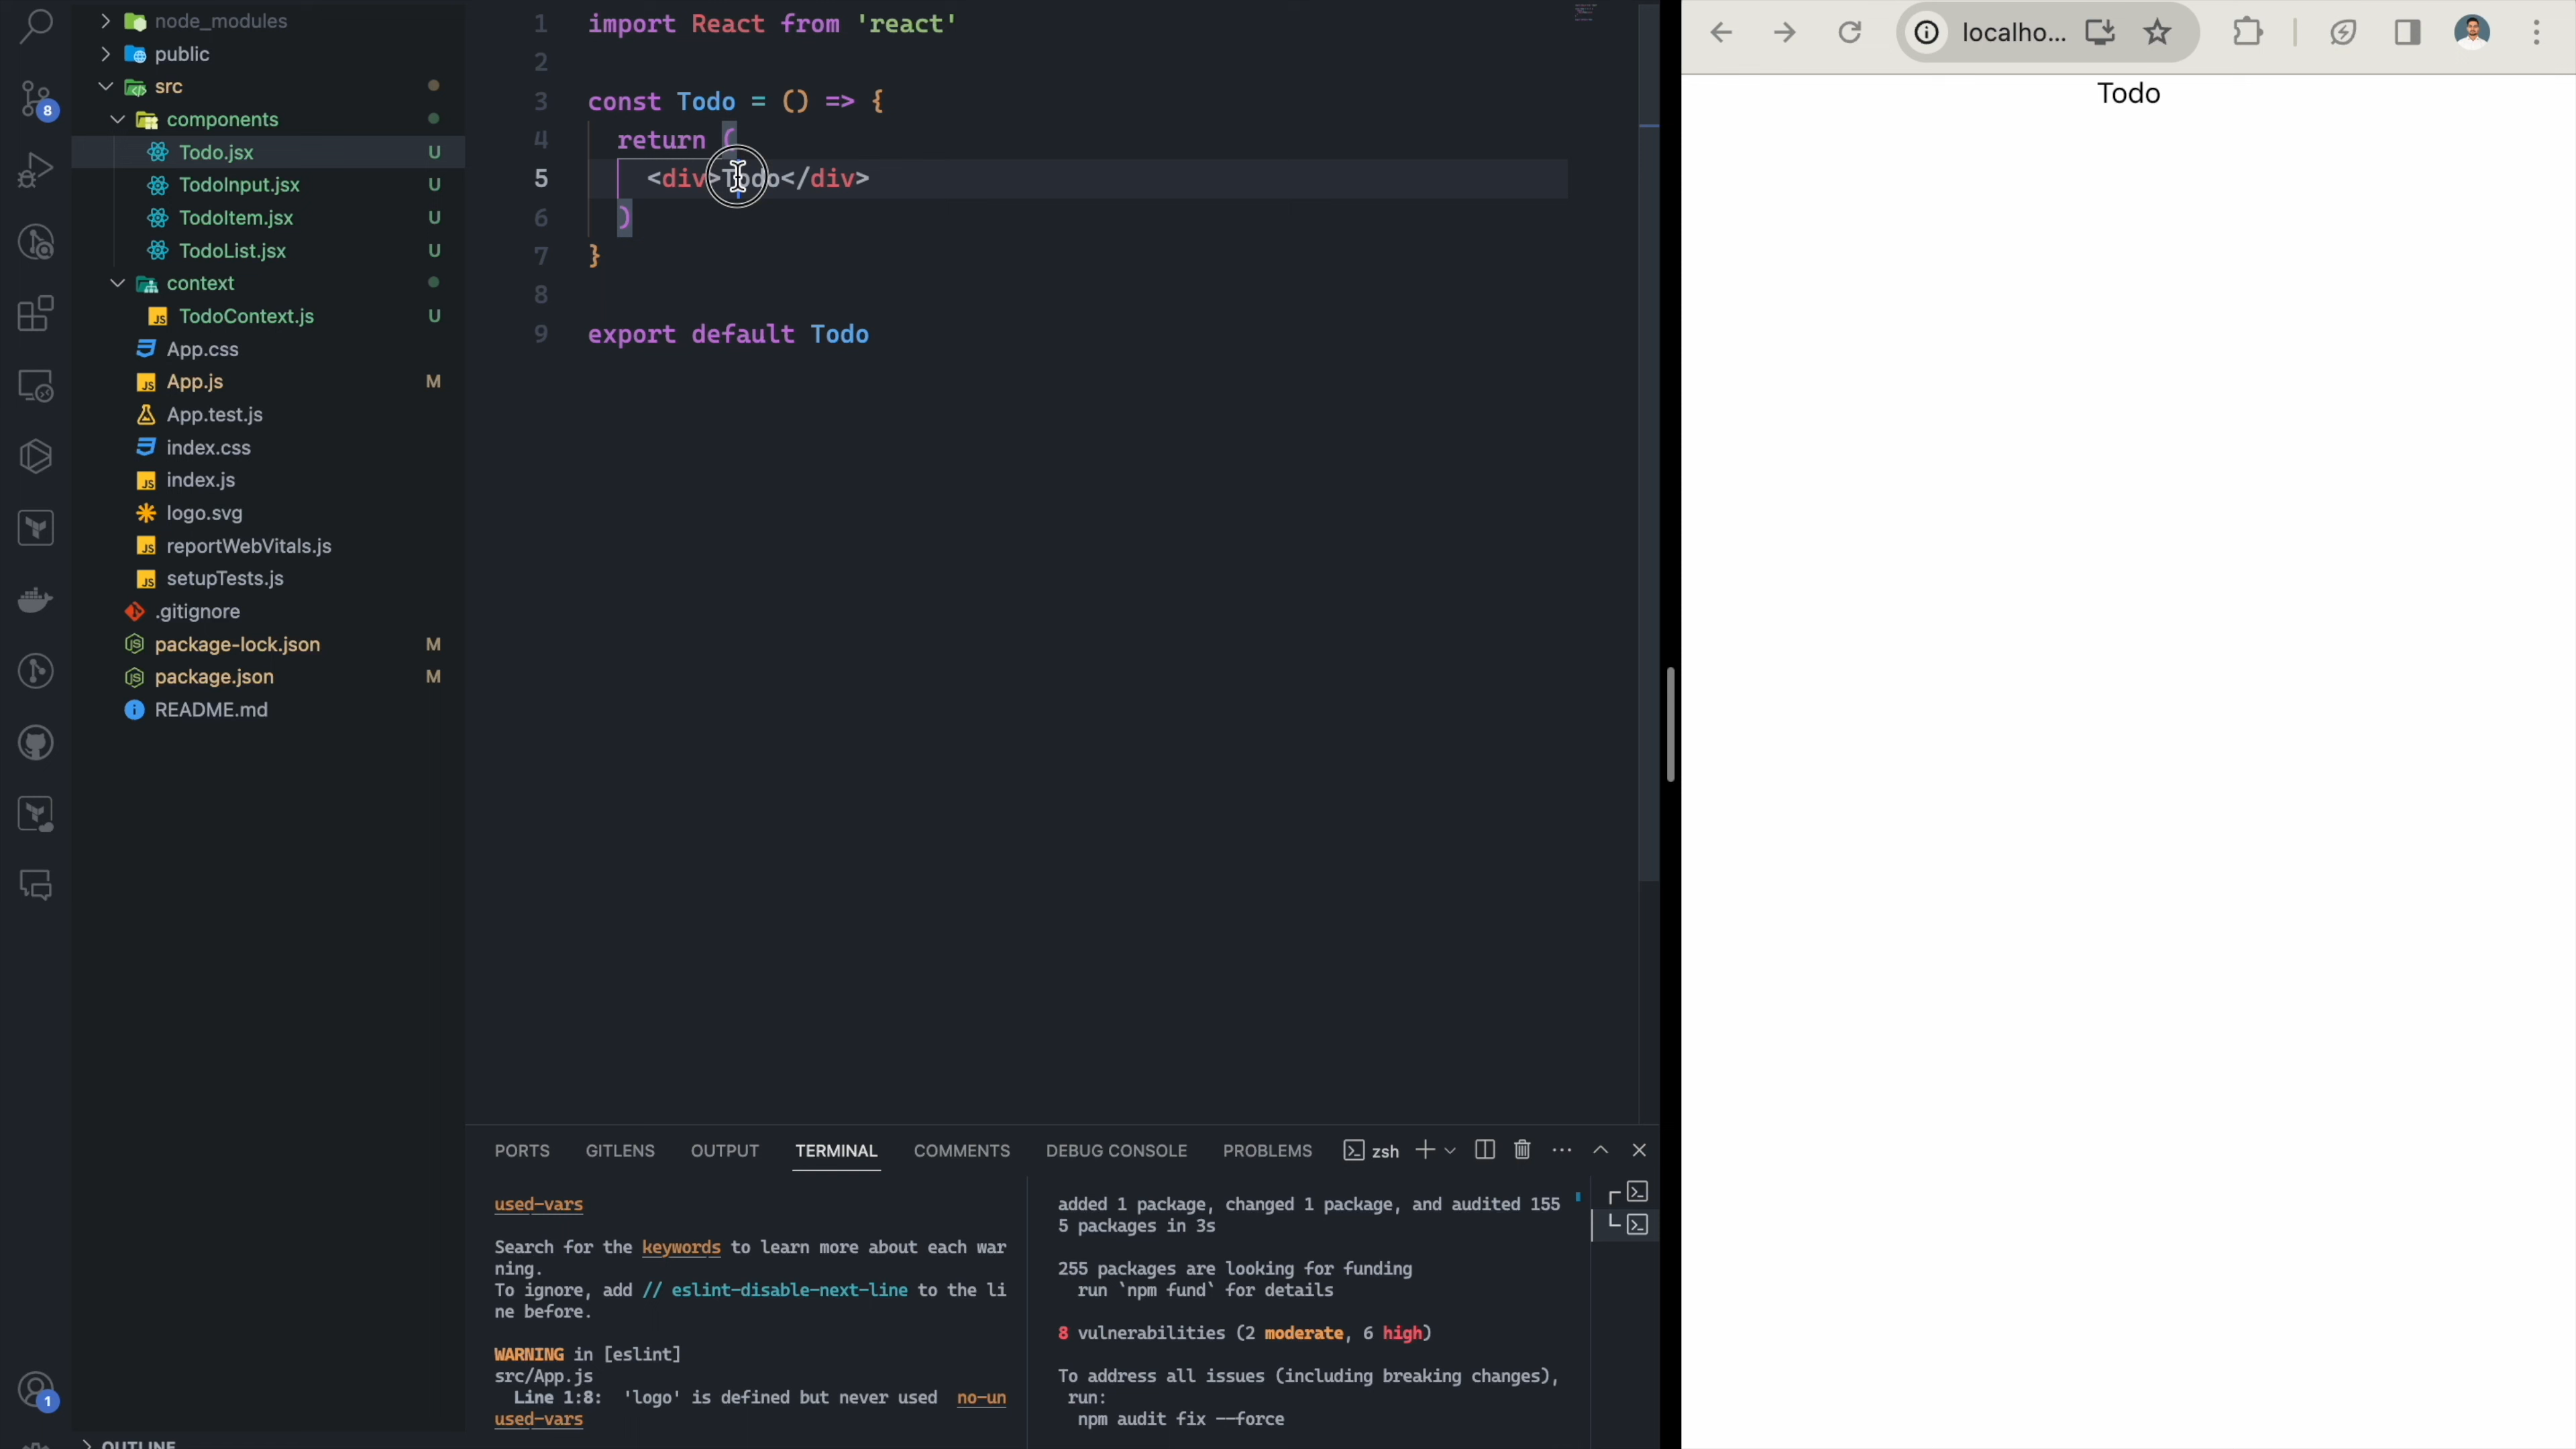 node_modules
public
src
components
Todo.jsx U
TodoInput.jsx U
TodoItem.jsx U
TodoList.jsx U
context
TodoContext.js U
App.css
App.js M
App.test.js
index.css
index.js
logo.svg
reportWebVitals.js
setupTests.js
.gitignore
package-lock.json M
package.json M
README.md
OUTLINE
8
1
1 import React from 'react'
2
3 const Todo = () => {
4 return (
5 <div>Todo</div>
6 )
7 }
8
9 export default Todo
PORTS GITLENS OUTPUT TERMINAL COMMENTS DEBUG CONSOLE PROBLEMS zsh
used-vars
Search for the keywords to learn more about each war
ning.
To ignore, add // eslint-disable-next-line to the li
ne before.
WARNING in [eslint]
src/App.js
Line 1:8: 'logo' is defined but never used no-un
used-vars
added 1 package, changed 1 package, and audited 155
5 packages in 3s
255 packages are looking for funding
run `npm fund` for details
8 vulnerabilities (2 moderate, 6 high)
To address all issues (including breaking changes),
run:
npm audit fix --force
localho...
Todo